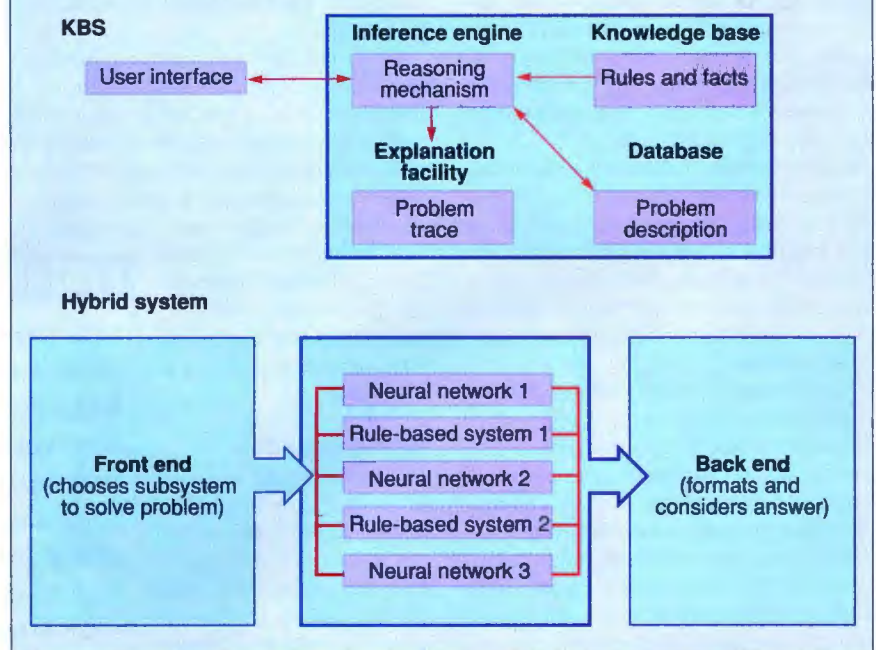 KBS
Inference engine
Knowledge base
User interface
Reasoning
mechanism
Rules and facts
Explanation
facility
Database
Problem
trace
Problem
description
Hybrid system
Front end
(chooses subsystem
to solve problem)
Neural network 1
Rule-based system 1
Neural network 2
Rule-based system 2
Neural network 3
Back end
(formats and
considers answer)